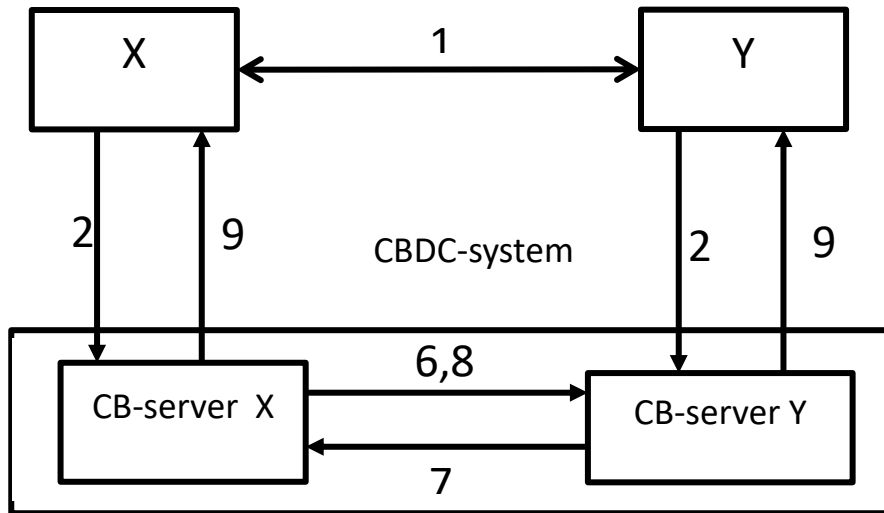 X
1
Y
2
9
CBDC-system
2
9
6,8
CB-server X
CB-server Y
7